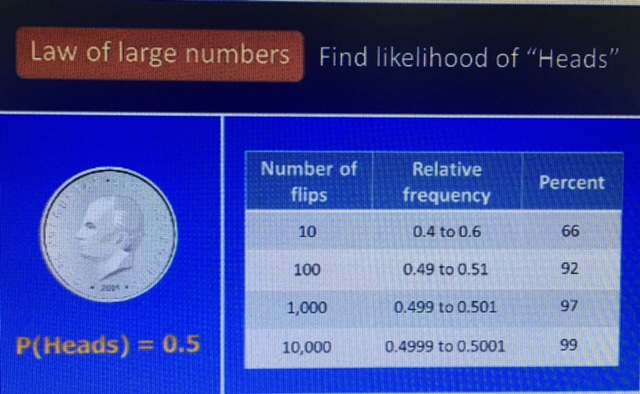 Law of large numbers
Find likelihood of “Heads”
Number of flips Relative frequency Percent
10 0.4 to 0.6 66
100 0.49 to 0.51 92
1,000 0.499 to 0.501 97
10,000 0.4999 to 0.5001 99
P(Heads) = 0.5